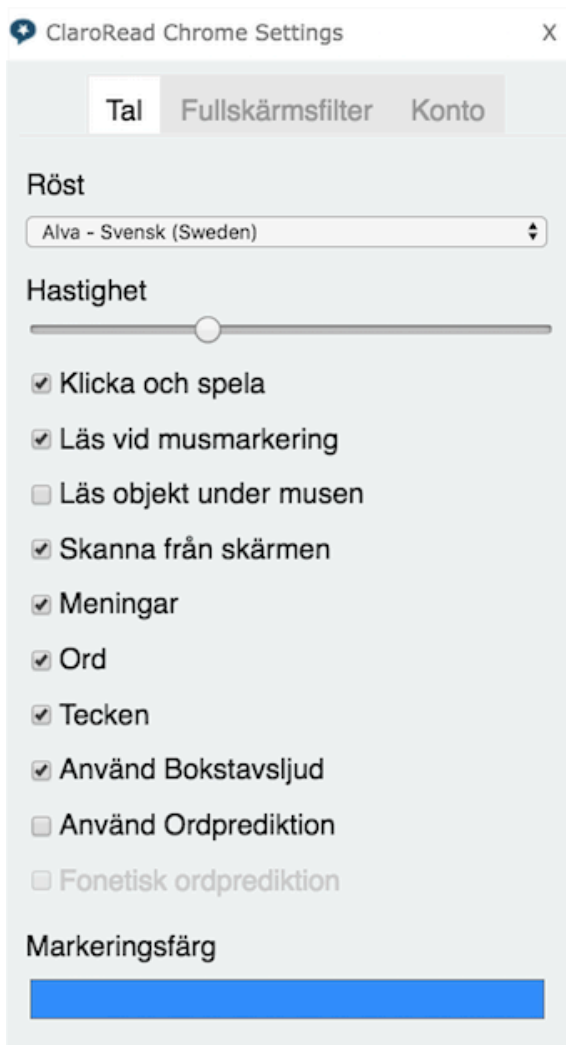 ClaroRead Chrome Settings X
Tal Fullskärmsfilter Konto
Röst
Alva - Svensk (Sweden)
Hastighet
Klicka och spela
Läs vid musmarkering
Läs objekt under musen
Skanna från skärmen
Meningar
Ord
Tecken
Använd Bokstavsljud
Använd Ordprediktion
Fonetisk ordprediktion
Markeringsfärg